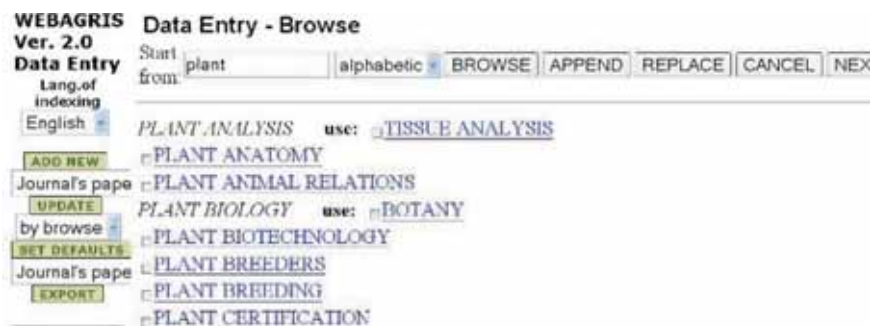 WEBAGRIS
Ver. 2.0
Data Entry
Lang.of
indexing
English
ADD NEW
Journal's pape
UPDATE
by browse
SET DEFAULTS
Journal's pape
EXPORT
Data Entry - Browse
Start from: plant alphabetic BROWSE APPEND REPLACE CANCEL NEX
PLANT ANALYSIS use: TISSUE ANALYSIS
PLANT ANATOMY
PLANT ANIMAL RELATIONS
PLANT BIOLOGY use: BOTANY
PLANT BIOTECHNOLOGY
PLANT BREEDERS
PLANT BREEDING
PLANT CERTIFICATION